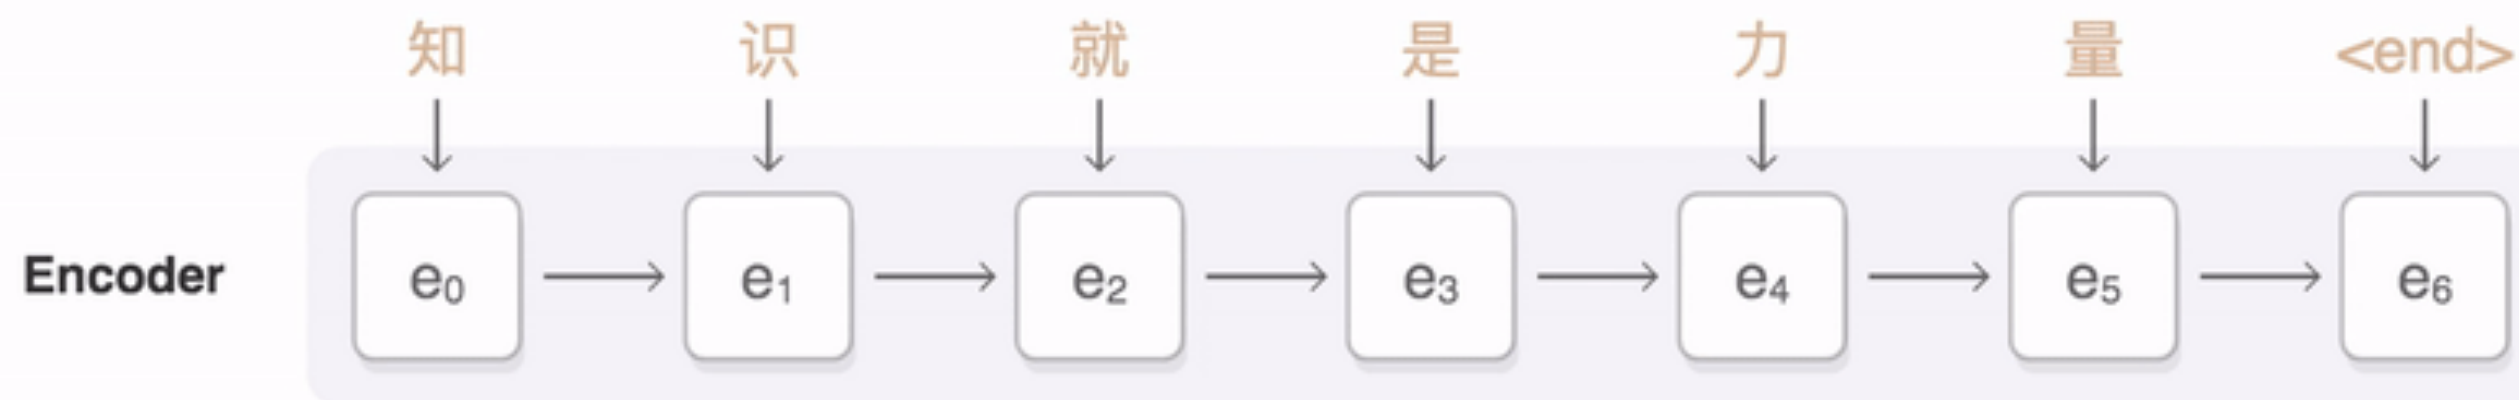 知 识 就 是 力 量 <end>
Encoder e₀ e₁ e₂ e₃ e₄ e₅ e₆